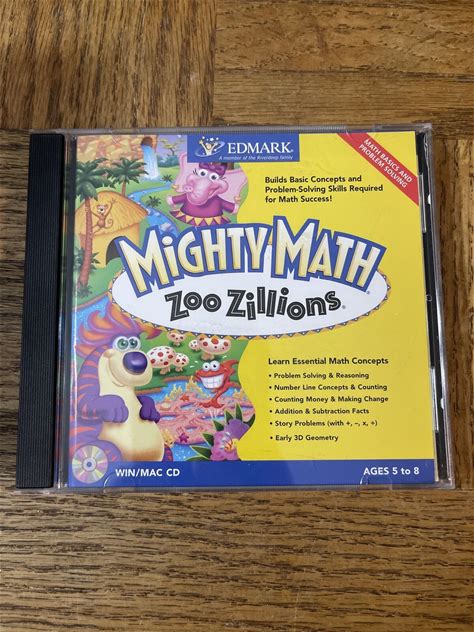 EDMARK
A member of the Riverdeep family
MATH BASICS AND
PROBLEM SOLVING
Builds Basic Concepts and
Problem-Solving Skills Required
for Math Success!
MiGHTY MATH
Zoo Zillions®
Learn Essential Math Concepts
• Problem Solving & Reasoning
• Number Line Concepts & Counting
• Counting Money & Making Change
• Addition & Subtraction Facts
• Story Problems (with +, –, x, ÷)
• Early 3D Geometry
WIN/MAC CD
AGES 5 to 8